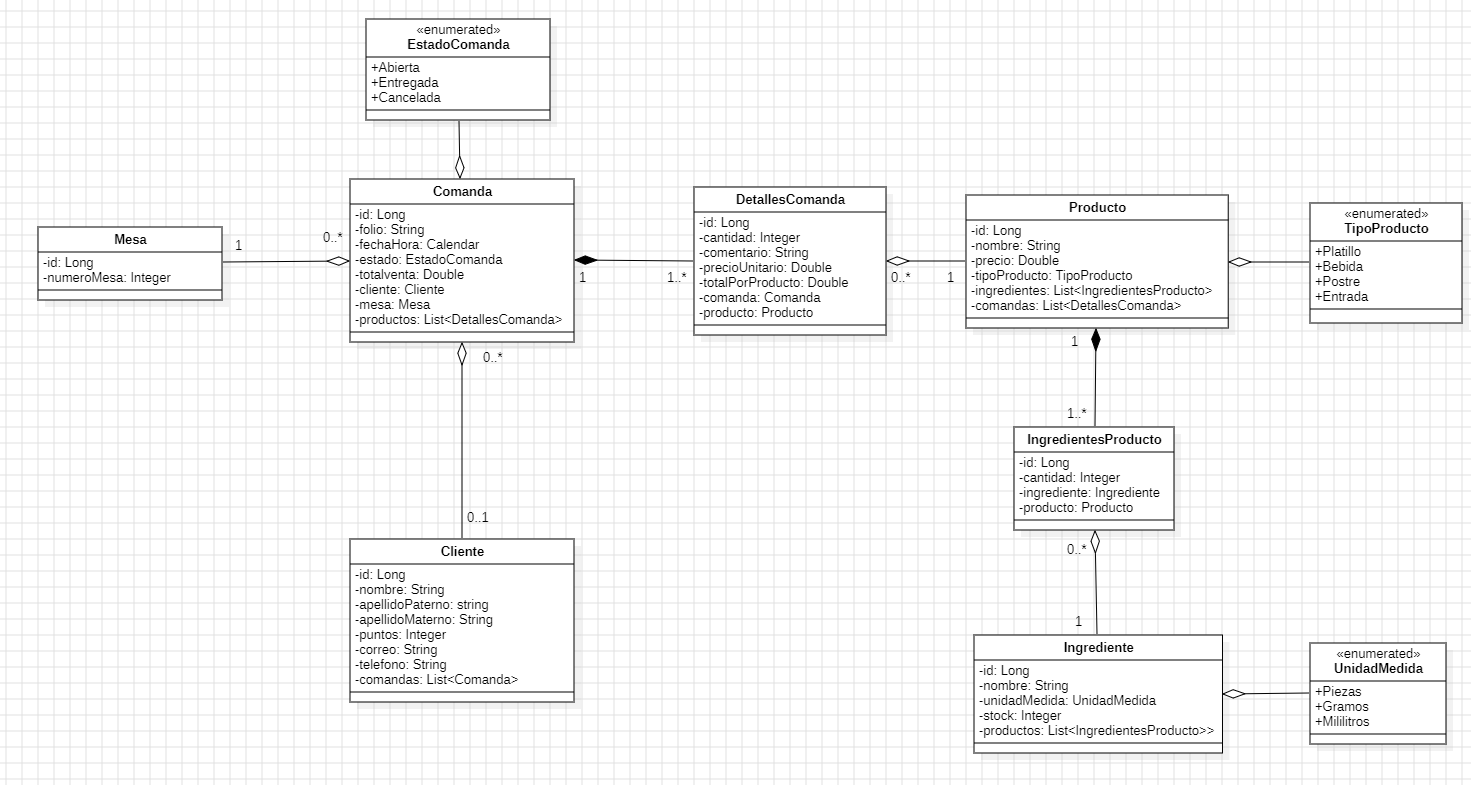 «enumerated»
EstadoComanda
+Abierta
+Entregada
+Cancelada
Mesa
-id: Long
-numeroMesa: Integer
1
0..*
Comanda
-id: Long
-folio: String
-fechaHora: Calendar
-estado: EstadoComanda
-totalventa: Double
-cliente: Cliente
-mesa: Mesa
-productos: List<DetallesComanda>
1
1..*
DetallesComanda
-id: Long
-cantidad: Integer
-comentario: String
-precioUnitario: Double
-totalPorProducto: Double
-comanda: Comanda
-producto: Producto
0..*
1
Producto
-id: Long
-nombre: String
-precio: Double
-tipoProducto: TipoProducto
-ingredientes: List<IngredientesProducto>
-comandas: List<DetallesComanda>
«enumerated»
TipoProducto
+Platillo
+Bebida
+Postre
+Entrada
0..*
0..1
Cliente
-id: Long
-nombre: String
-apellidoPaterno: string
-apellidoMaterno: String
-puntos: Integer
-correo: String
-telefono: String
-comandas: List<Comanda>
1
1..*
IngredientesProducto
-id: Long
-cantidad: Integer
-ingrediente: Ingrediente
-producto: Producto
0..*
1
Ingrediente
-id: Long
-nombre: String
-unidadMedida: UnidadMedida
-stock: Integer
-productos: List<IngredientesProducto>>
«enumerated»
UnidadMedida
+Piezas
+Gramos
+Mililitros